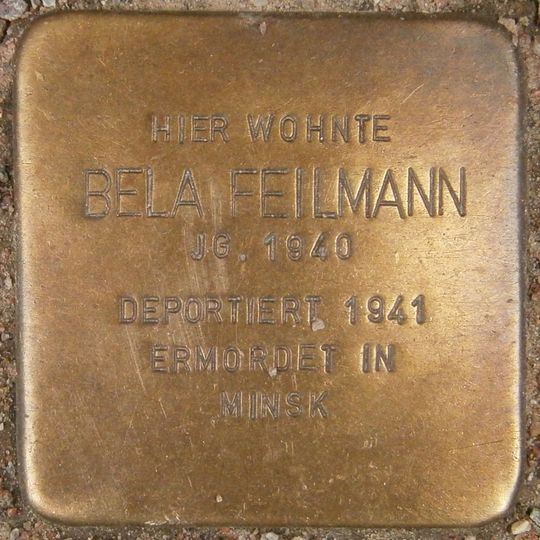 HIER WOHNTE
BELA FEILMANN
JG. 1940
DEPORTIERT 1941
ERMORDET IN
MINSK